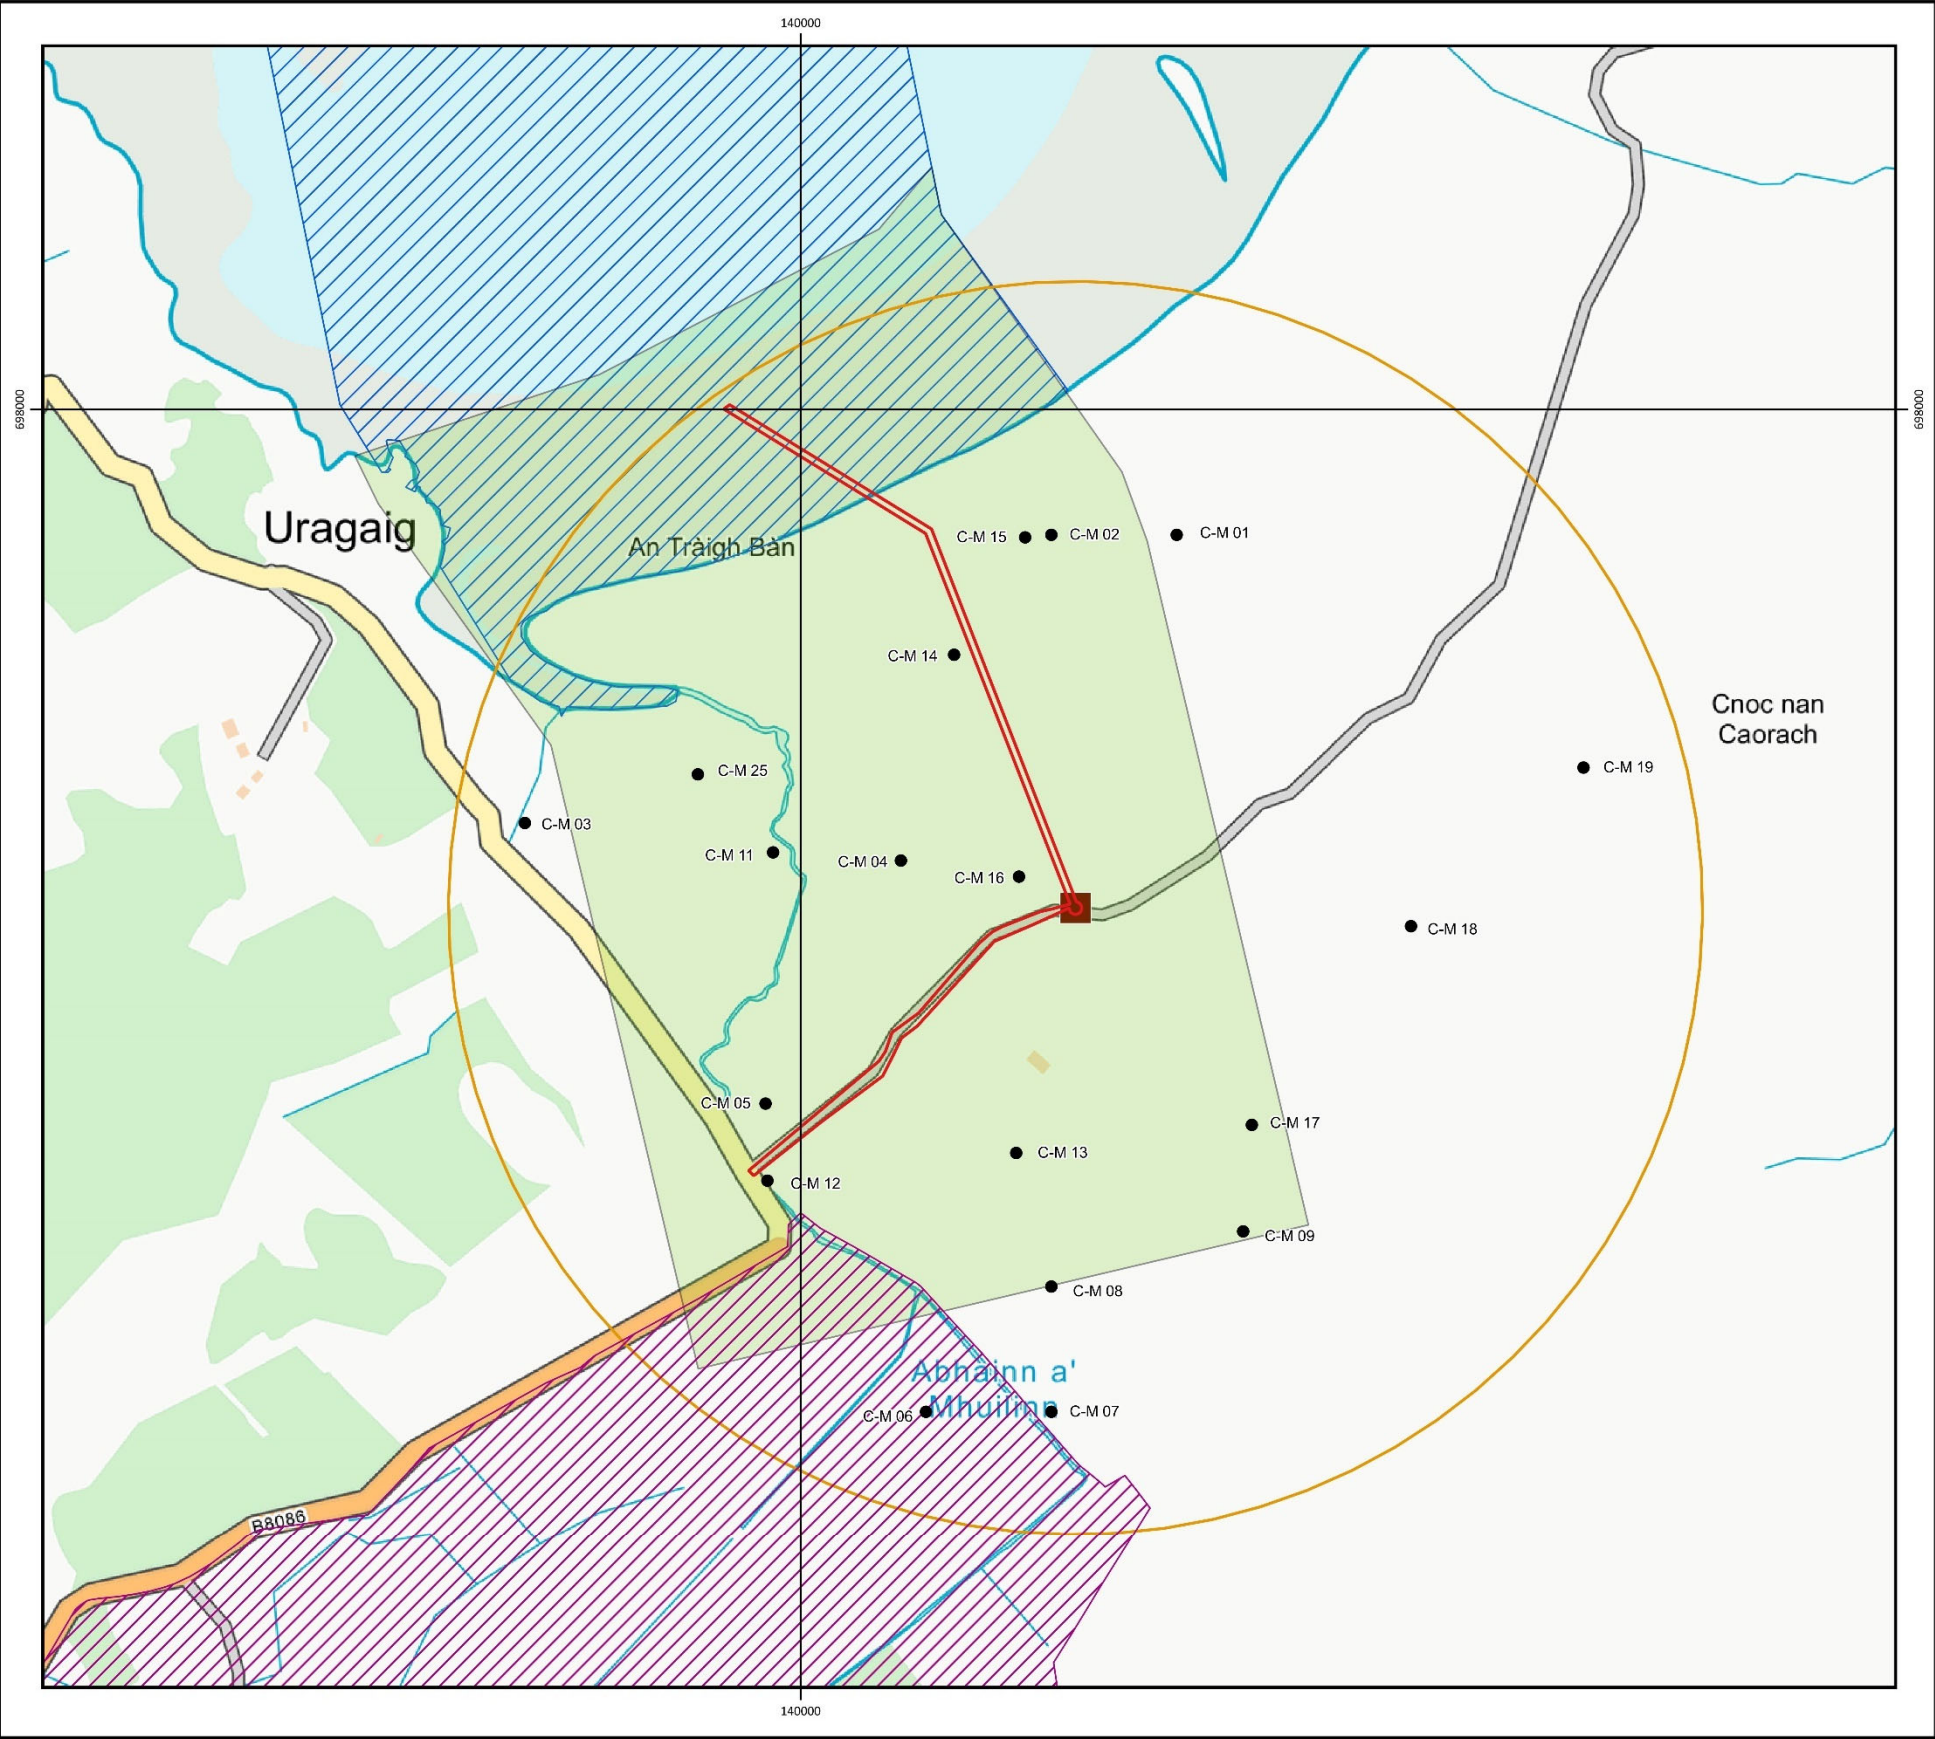 140000
698000
698000
Uragaig
An Tràigh Bàn
C-M 15
C-M 02
C-M 01
C-M 14
Cnoc nan
Caorach
C-M 25
C-M 19
C-M 03
C-M 11
C-M 04
C-M 16
C-M 18
C-M 05
C-M 17
C-M 13
C-M 12
C-M 09
C-M 08
Abhainn a'
Mhuilinn
C-M 06
C-M 07
B8086
140000